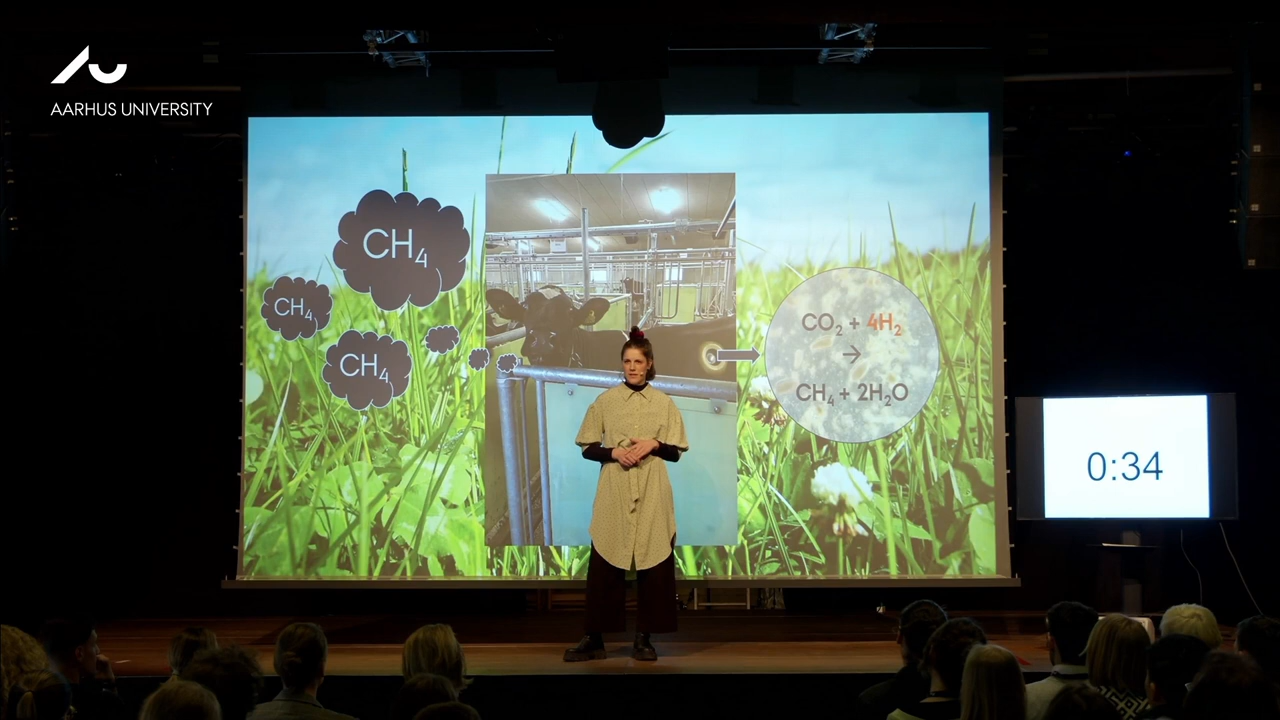 AARHUS UNIVERSITY
CH₄
CH₄
CH₄
CO₂ + 4H₂
→
CH₄ + 2H₂O
0:34